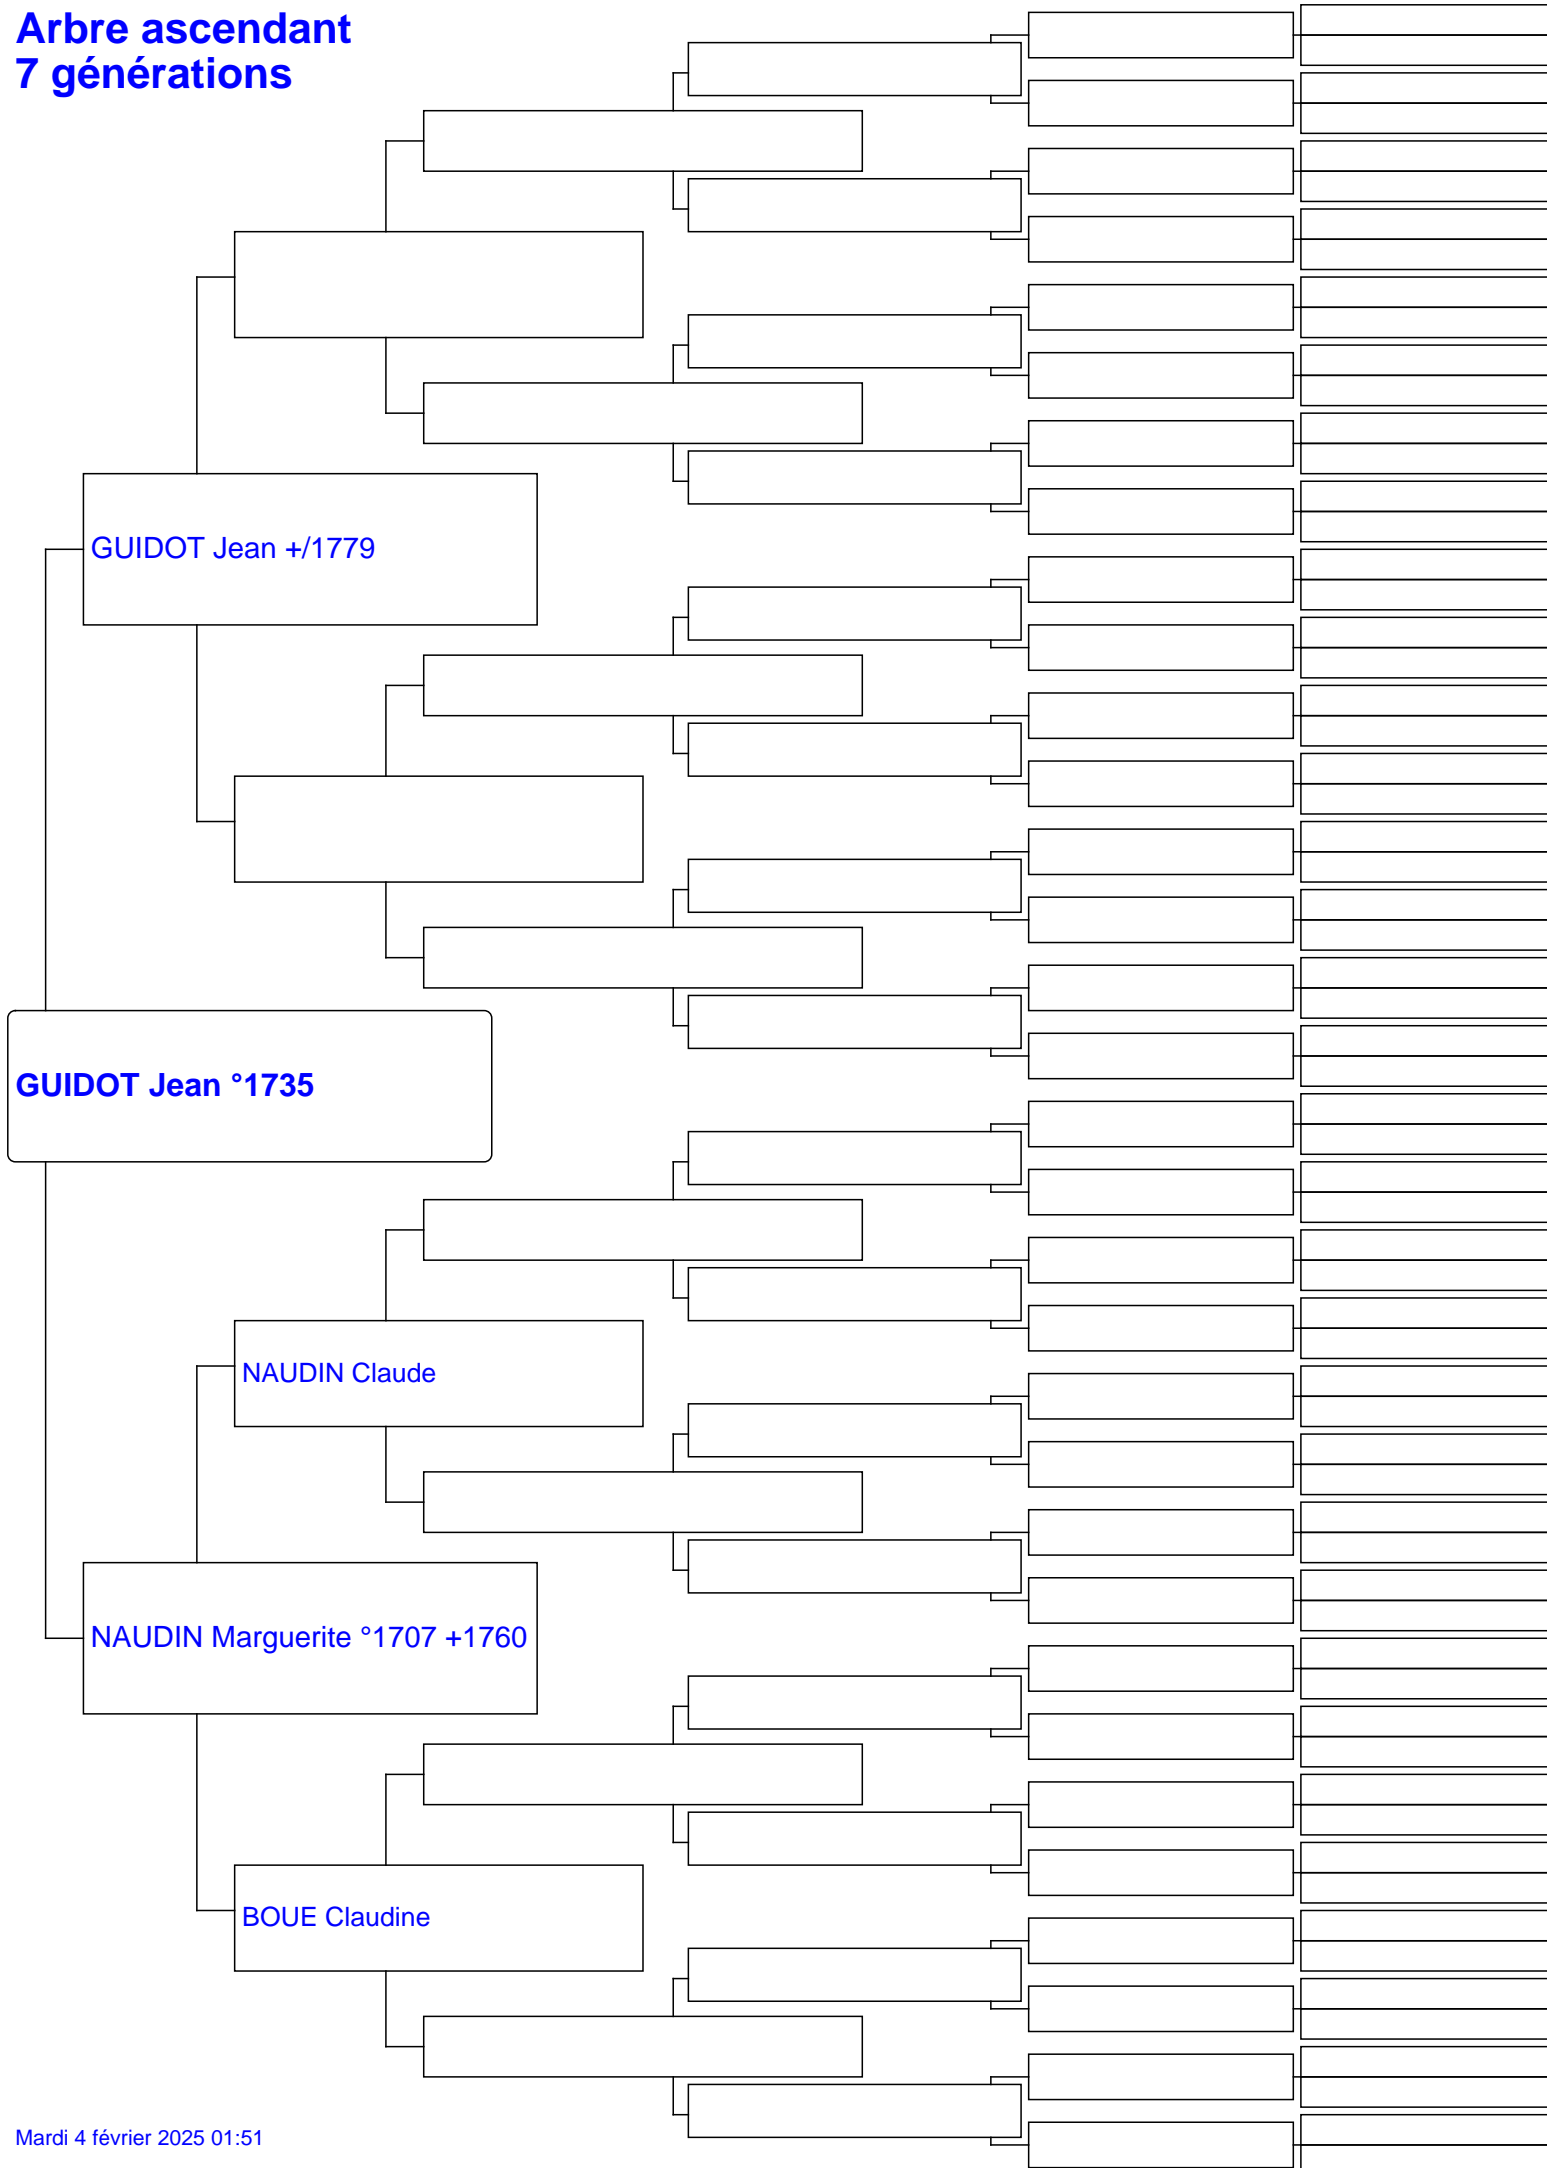 Arbre ascendant
7 générations
GUIDOT Jean +/1779
GUIDOT Jean °1735
NAUDIN Claude
NAUDIN Marguerite °1707 +1760
BOUE Claudine
Mardi 4 février 2025 01:51